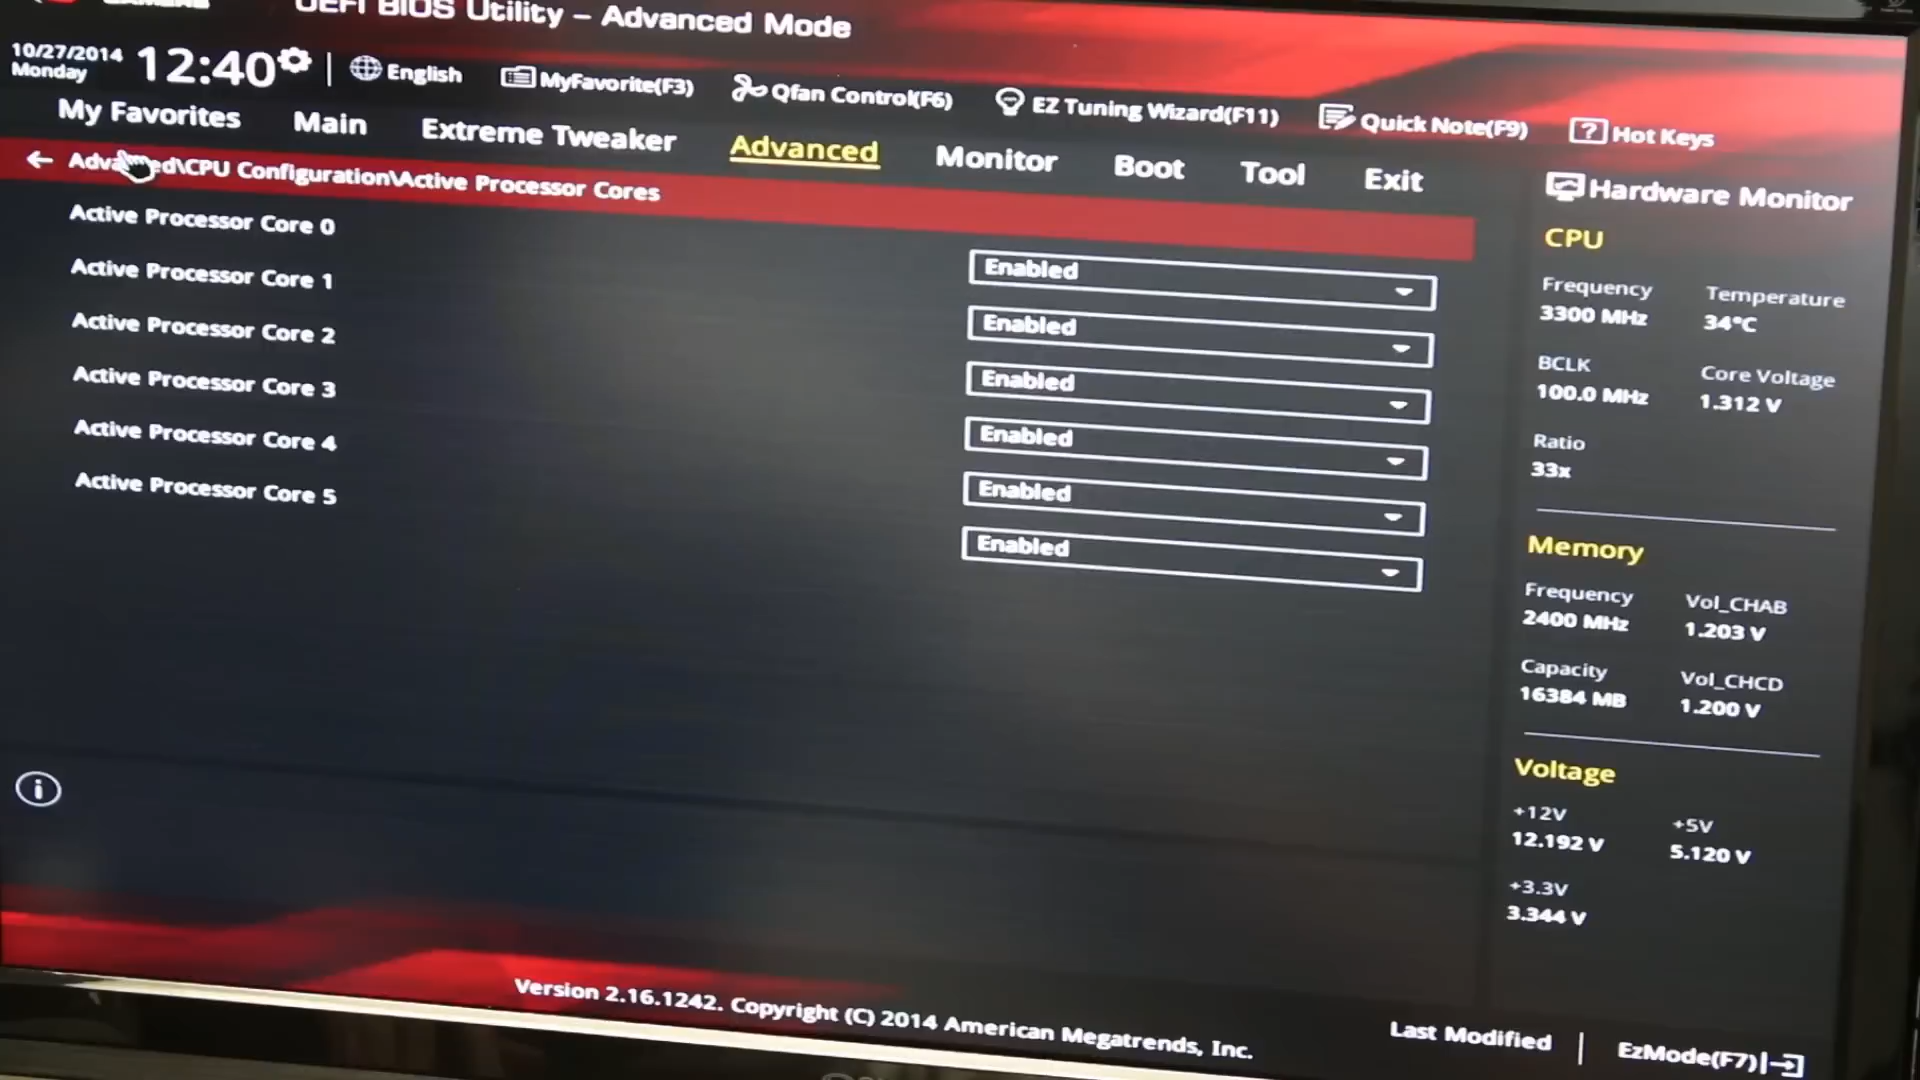 UEFI BIOS Utility – Advanced Mode
10/27/2014
Monday
12:40
English
MyFavorite(F3)
Qfan Control(F6)
EZ Tuning Wizard(F11)
Quick Note(F9)
? Hot Keys
My Favorites
Main
Extreme Tweaker
Advanced
Monitor
Boot
Tool
Exit
Advanced\CPU Configuration\Active Processor Cores
Active Processor Core 0
Enabled
Active Processor Core 1
Enabled
Active Processor Core 2
Enabled
Active Processor Core 3
Enabled
Active Processor Core 4
Enabled
Active Processor Core 5
Enabled
Hardware Monitor
CPU
Frequency Temperature
3300 MHz 34°C
BCLK Core Voltage
100.0 MHz 1.312 V
Ratio
33x
Memory
Frequency Vol_CHAB
2400 MHz 1.203 V
Capacity Vol_CHCD
16384 MB 1.200 V
Voltage
+12V +5V
12.192 V 5.120 V
+3.3V
3.344 V
i
Version 2.16.1242. Copyright (C) 2014 American Megatrends, Inc.
Last Modified
EzMode(F7)